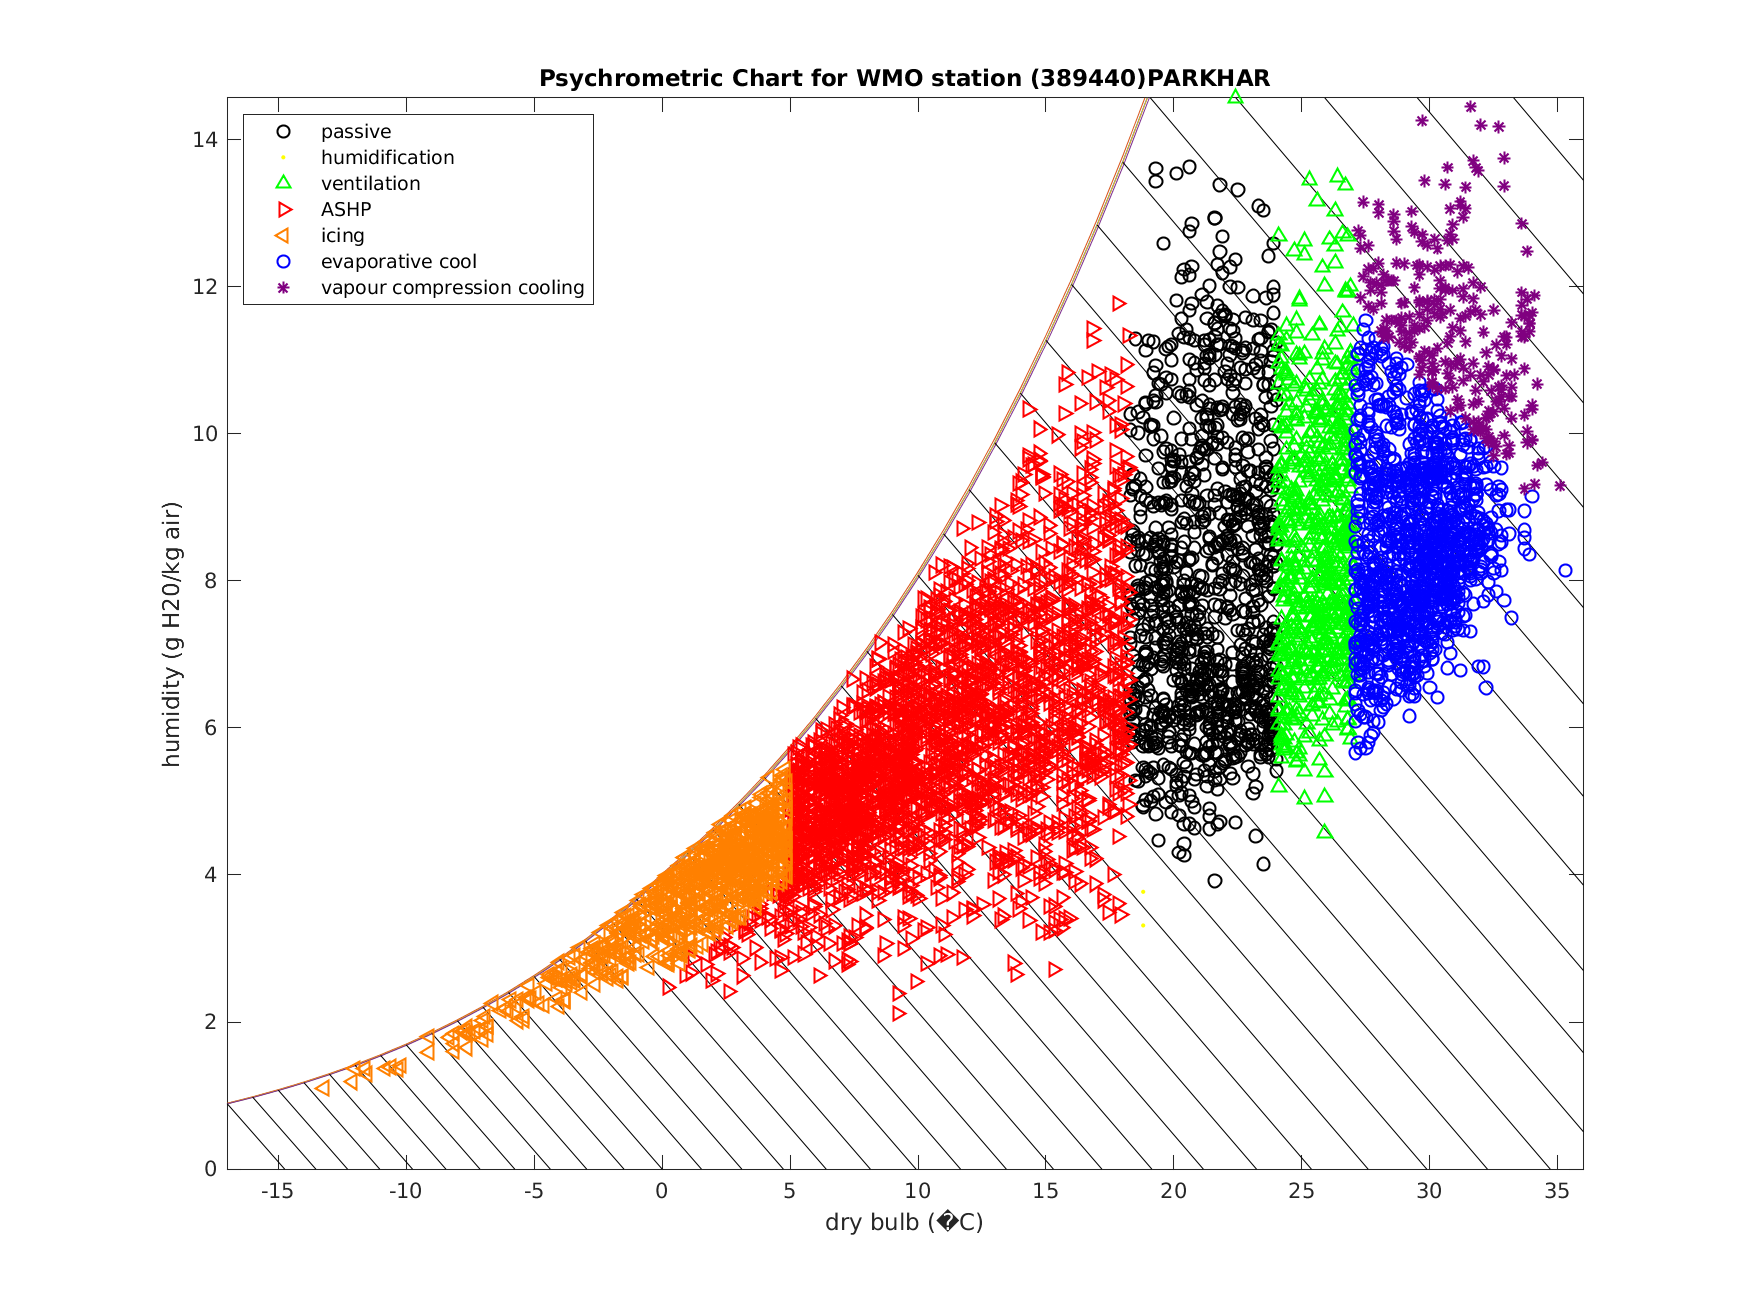 Psychrometric Chart for WMO station (389440)PARKHAR
passive
humidification
ventilation
ASHP
icing
evaporative cool
vapour compression cooling
humidity (g H20/kg air)
14
12
10
8
6
4
2
0
-15 -10 -5 0 5 10 15 20 25 30 35
dry bulb (�C)